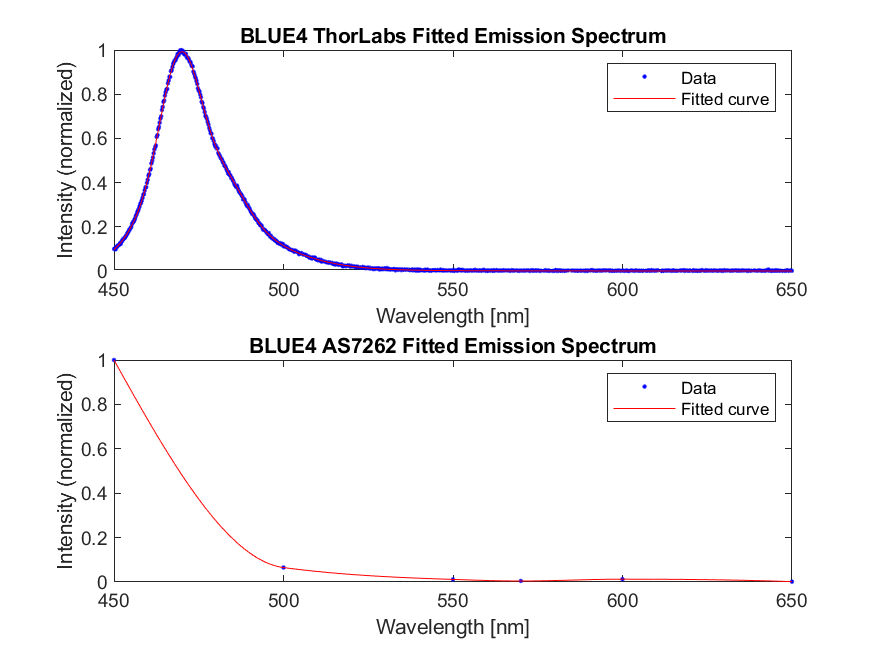 BLUE4 ThorLabs Fitted Emission Spectrum
Intensity (normalized)
1
0.8
0.6
0.4
0.2
0
Data
Fitted curve
450 500 550 600 650
Wavelength [nm]
BLUE4 AS7262 Fitted Emission Spectrum
Intensity (normalized)
1
0.8
0.6
0.4
0.2
0
Data
Fitted curve
450 500 550 600 650
Wavelength [nm]